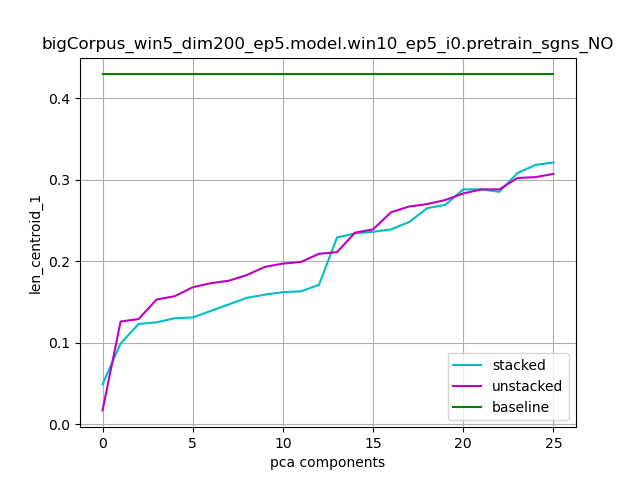 bigCorpus_win5_dim200_ep5.model.win10_ep5_i0.pretrain_sgns_NO
len_centroid_1
0.4
0.3
0.2
0.1
0.0
stacked
unstacked
baseline
0 5 10 15 20 25
pca components